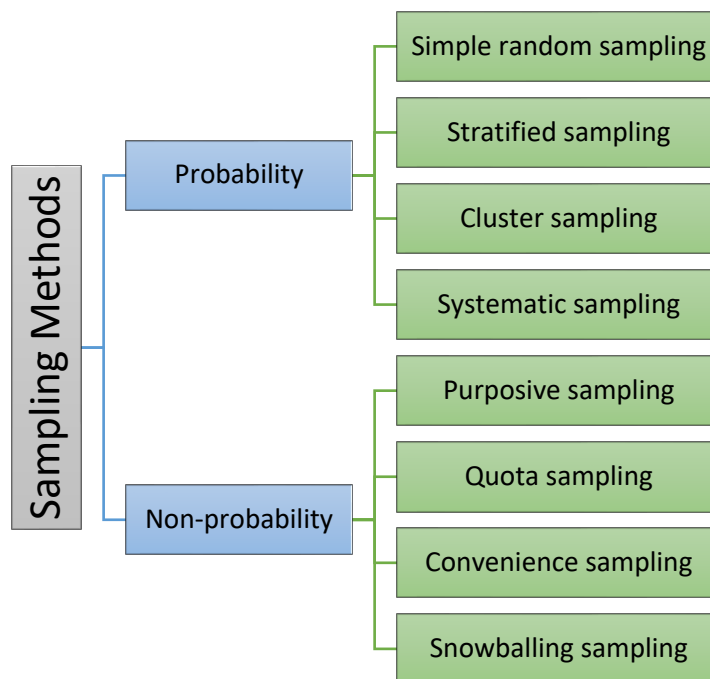 Sampling Methods
Probability
Simple random sampling
Stratified sampling
Cluster sampling
Systematic sampling
Non-probability
Purposive sampling
Quota sampling
Convenience sampling
Snowballing sampling